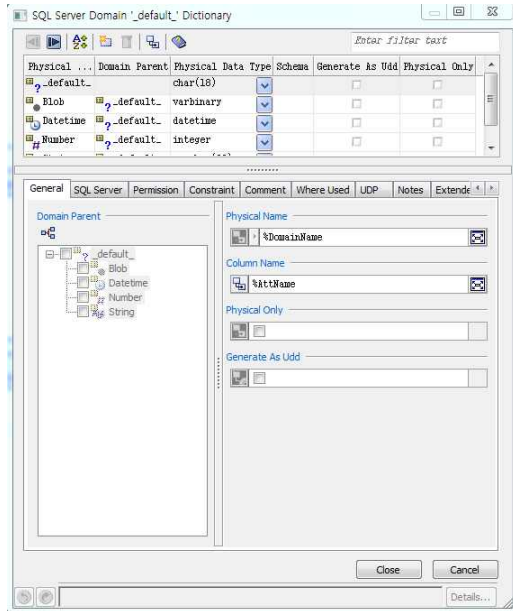 SQL Server Domain '_default_' Dictionary
Enter filter text
Physical ... Domain Parent Physical Data Type Schema Generate As Udd Physical Only
_default_ char(18)
Blob _default_ varbinary
Datetime _default_ datetime
Number _default_ integer
General SQL Server Permission Constraint Comment Where Used UDP Notes Extende
Domain Parent
_default_
Blob
Datetime
Number
String
Physical Name
%DomainName
Column Name
%AttName
Physical Only
Generate As Udd
Close Cancel
Details...